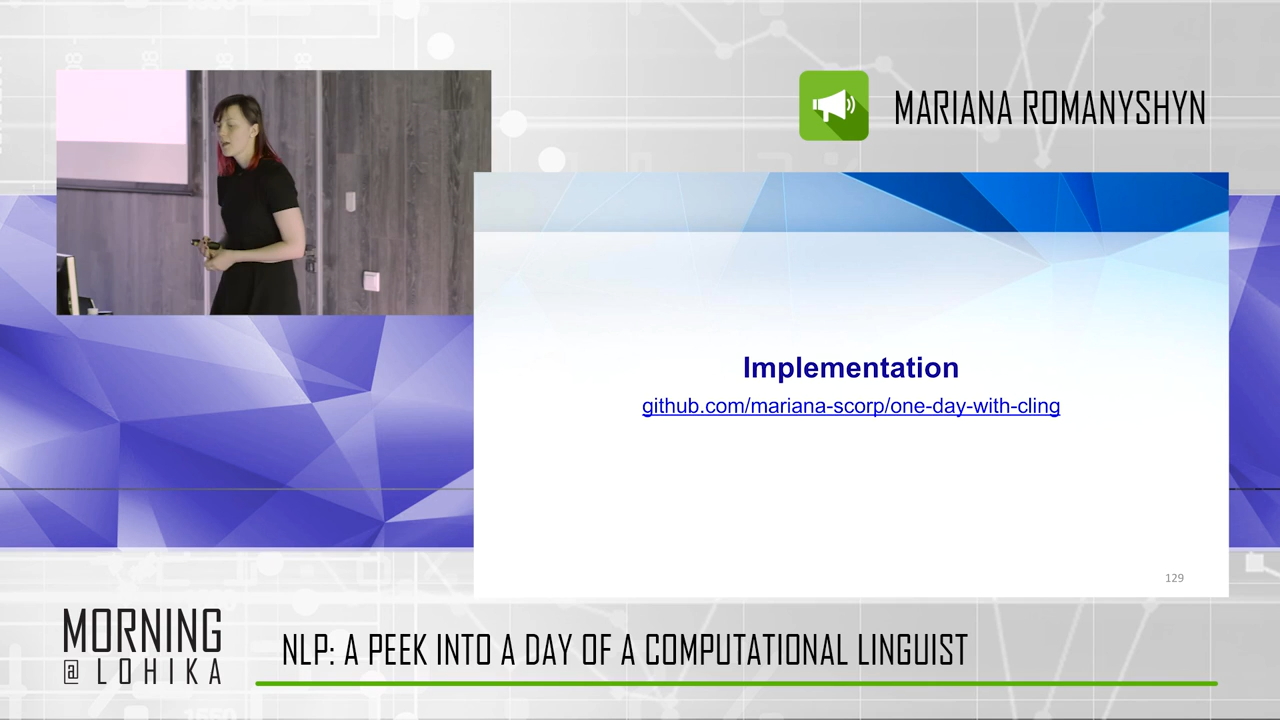 MARIANA ROMANYSHYN
Implementation
github.com/mariana-scorp/one-day-with-cling
129
MORNING
@ LOHIKA
NLP: A PEEK INTO A DAY OF A COMPUTATIONAL LINGUIST